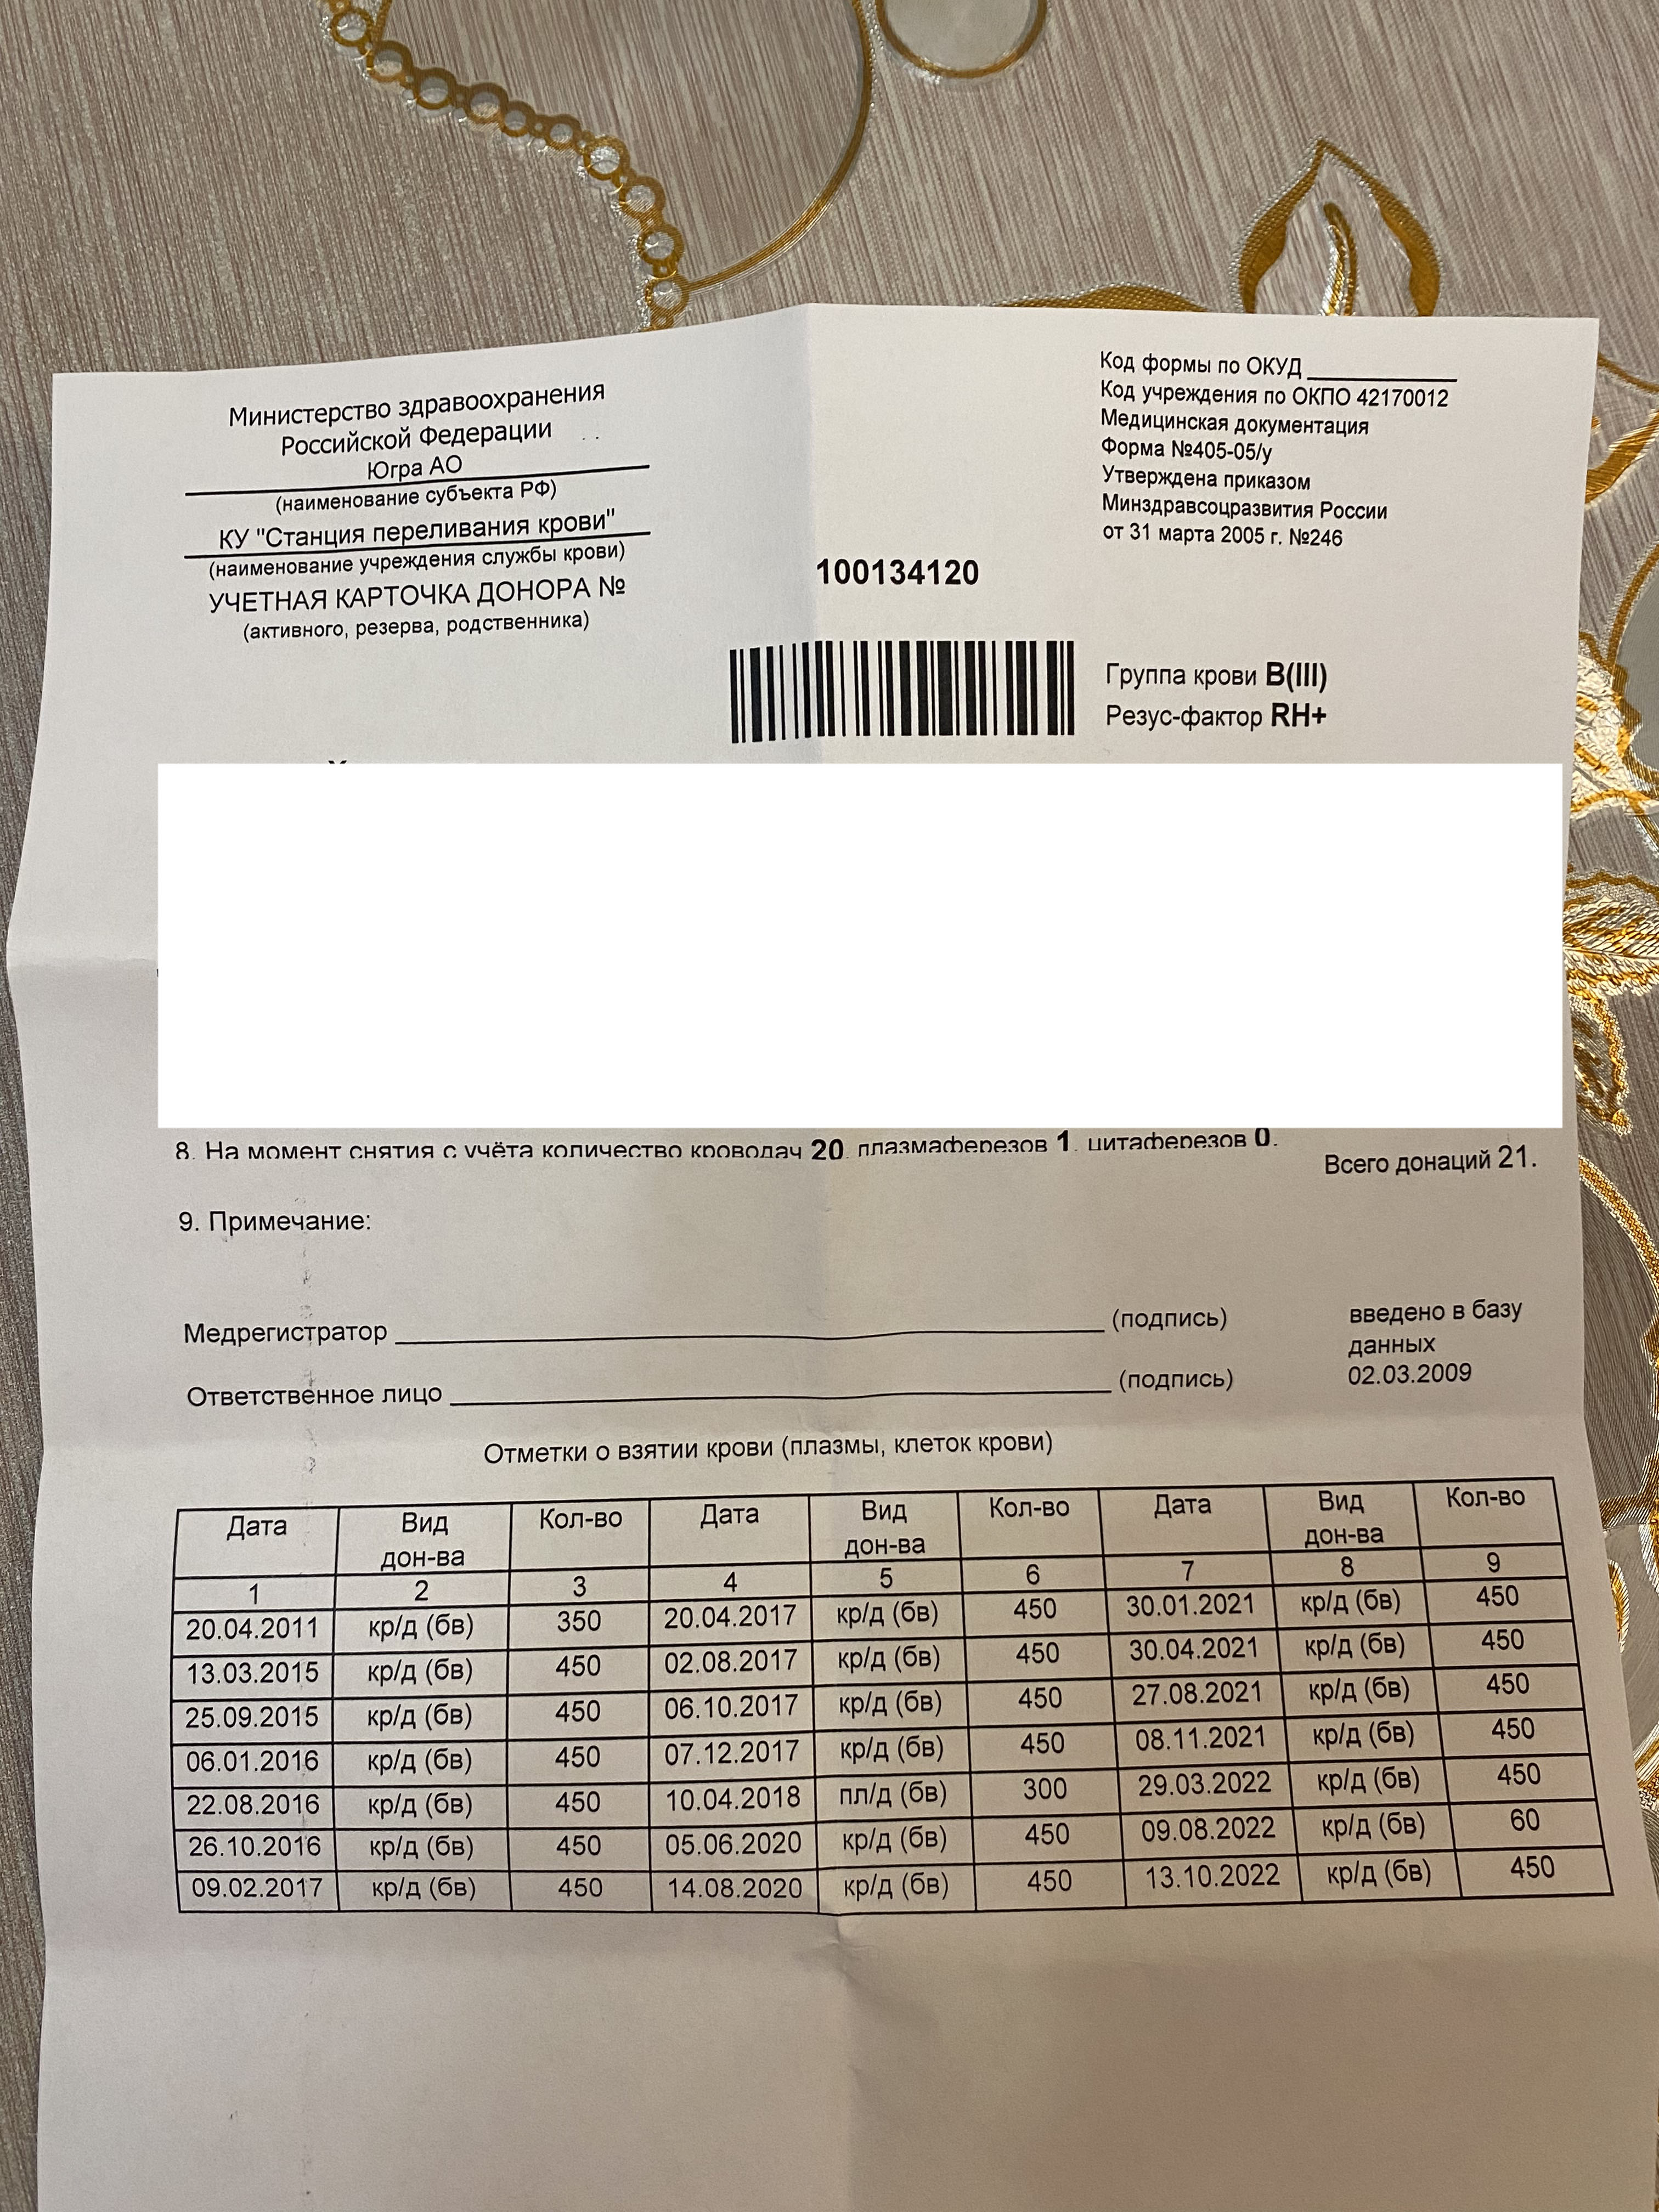 Министерство здравоохранения
Российской Федерации
Югра АО
(наименование субъекта РФ)
КУ "Станция переливания крови"
(наименование учреждения службы крови)
УЧЕТНАЯ КАРТОЧКА ДОНОРА №
(активного, резерва, родственника)
Код формы по ОКУД
Код учреждения по ОКПО 42170012
Медицинская документация
Форма №405-05/у
Утверждена приказом
Минздравсоцразвития России
от 31 марта 2005 г. №246
100134120
Группа крови B(III)
Резус-фактор RH+
8. На момент снятия с учёта количество кроводач 20, плазмаферезов 1, цитаферезов 0.
Всего донаций 21.
9. Примечание:
Медрегистратор (подпись)
Ответственное лицо (подпись)
введено в базу
данных
02.03.2009
Отметки о взятии крови (плазмы, клеток крови)
Дата Вид дон-ва Кол-во Дата Вид дон-ва Кол-во Дата Вид дон-ва Кол-во
1 2 3 4 5 6 7 8 9
20.04.2011 кр/д (бв) 350 20.04.2017 кр/д (бв) 450 30.01.2021 кр/д (бв) 450
13.03.2015 кр/д (бв) 450 02.08.2017 кр/д (бв) 450 30.04.2021 кр/д (бв) 450
25.09.2015 кр/д (бв) 450 06.10.2017 кр/д (бв) 450 27.08.2021 кр/д (бв) 450
06.01.2016 кр/д (бв) 450 07.12.2017 кр/д (бв) 450 08.11.2021 кр/д (бв) 450
22.08.2016 кр/д (бв) 450 10.04.2018 пл/д (бв) 300 29.03.2022 кр/д (бв) 450
26.10.2016 кр/д (бв) 450 05.06.2020 кр/д (бв) 450 09.08.2022 кр/д (бв) 60
09.02.2017 кр/д (бв) 450 14.08.2020 кр/д (бв) 450 13.10.2022 кр/д (бв) 450